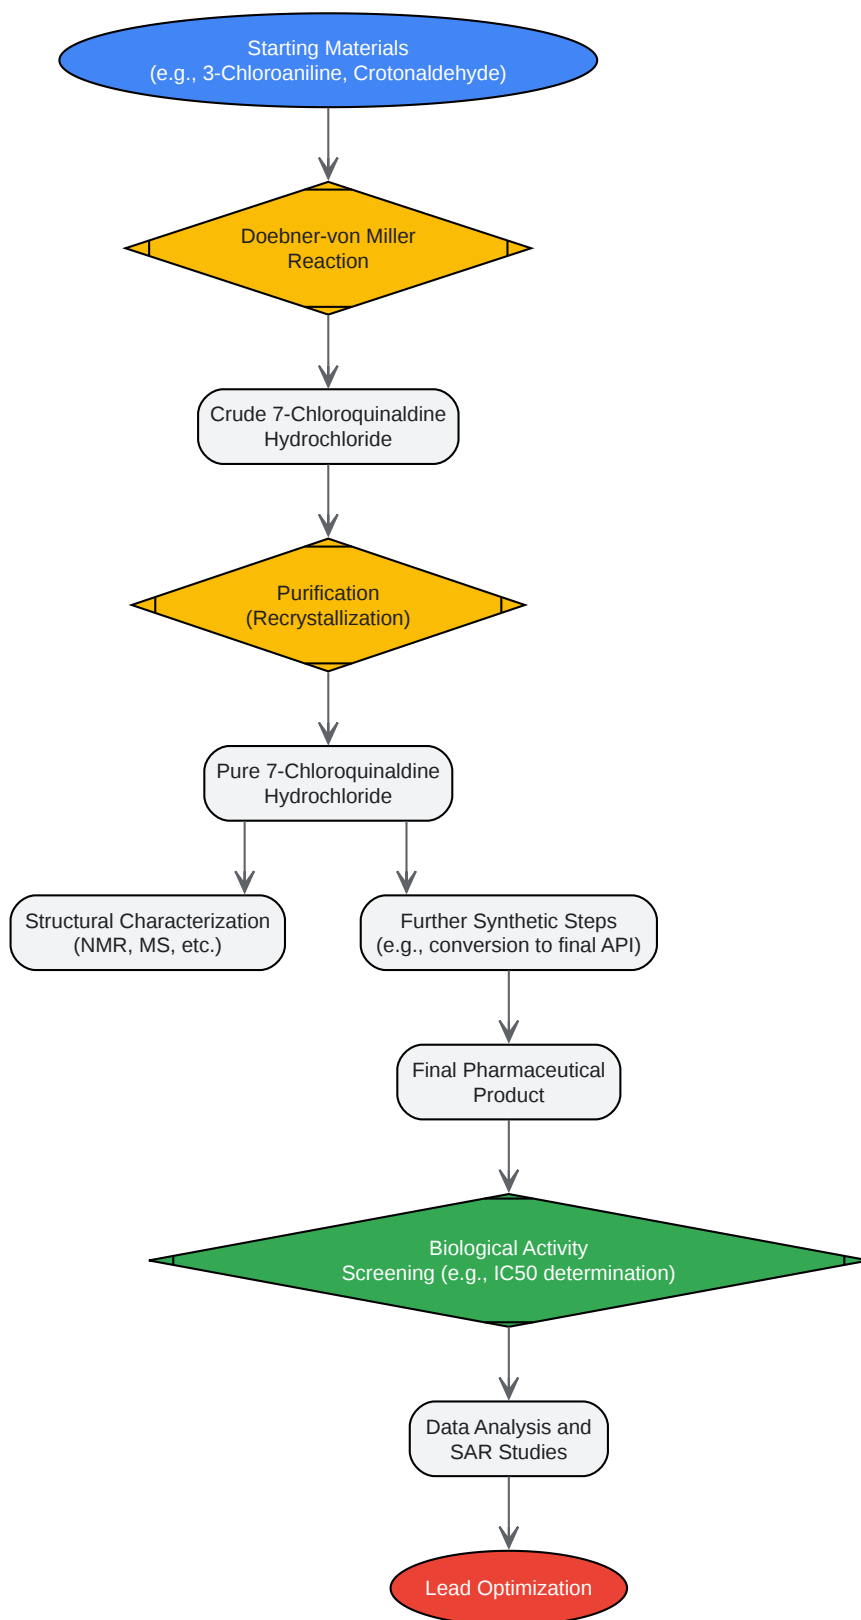 Starting Materials
(e.g., 3-Chloroaniline, Crotonaldehyde)
Doebner-von Miller
Reaction
Crude 7-Chloroquinaldine
Hydrochloride
Purification
(Recrystallization)
Pure 7-Chloroquinaldine
Hydrochloride
Structural Characterization
(NMR, MS, etc.)
Further Synthetic Steps
(e.g., conversion to final API)
Final Pharmaceutical
Product
Biological Activity
Screening (e.g., IC50 determination)
Data Analysis and
SAR Studies
Lead Optimization